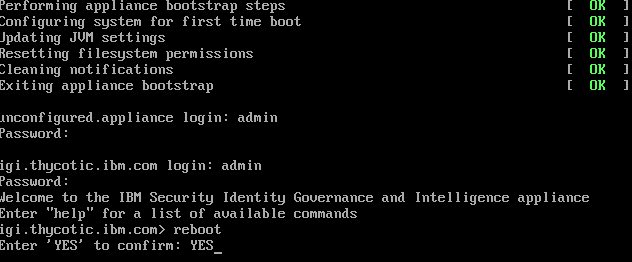 Performing appliance bootstrap steps [ OK ]
Configuring system for first time boot [ OK ]
Updating JVM settings [ OK ]
Resetting filesystem permissions [ OK ]
Cleaning notifications [ OK ]
Exiting appliance bootstrap [ OK ]
unconfigured.appliance login: admin
Password:
igi.thycotic.ibm.com login: admin
Password:
Welcome to the IBM Security Identity Governance and Intelligence appliance
Enter "help" for a list of available commands
igi.thycotic.ibm.com> reboot
Enter 'YES' to confirm: YES_